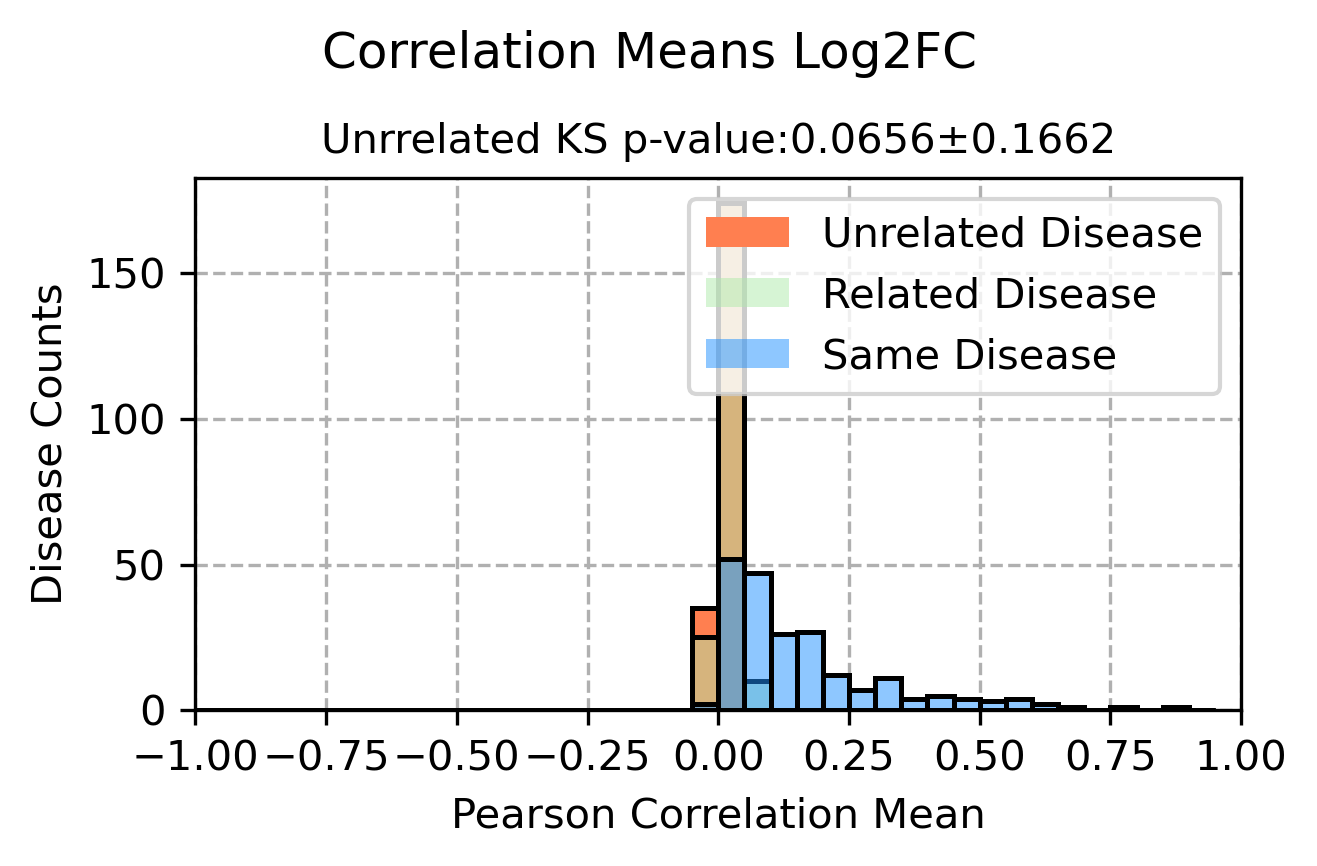 Correlation Means Log2FC
Unrrelated KS p-value:0.0656±0.1662
Unrelated Disease
Related Disease
Same Disease
Disease Counts
150
100
50
0
−1.00 −0.75 −0.50 −0.25 0.00 0.25 0.50 0.75 1.00
Pearson Correlation Mean